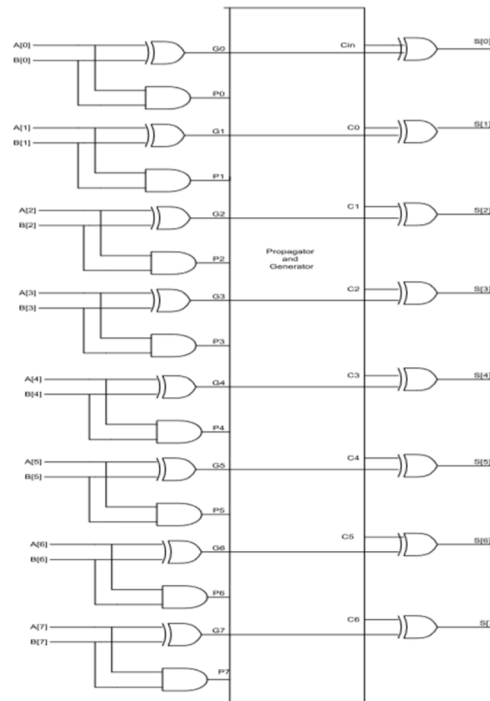 A[0] G0 Cin S[0]
B[0]
P0
A[1] G1 C0 S[1]
B[1]
P1
A[2] G2 C1 S[2]
B[2]
P2
Propagator
and
Generator
A[3] G3 C2 S[3]
B[3]
P3
A[4] G4 C3 S[4]
B[4]
P4
A[5] G5 C4 S[5]
B[5]
P5
A[6] G6 C5 S[6]
B[6]
P6
A[7] G7 C6 S[
B[7]
P7